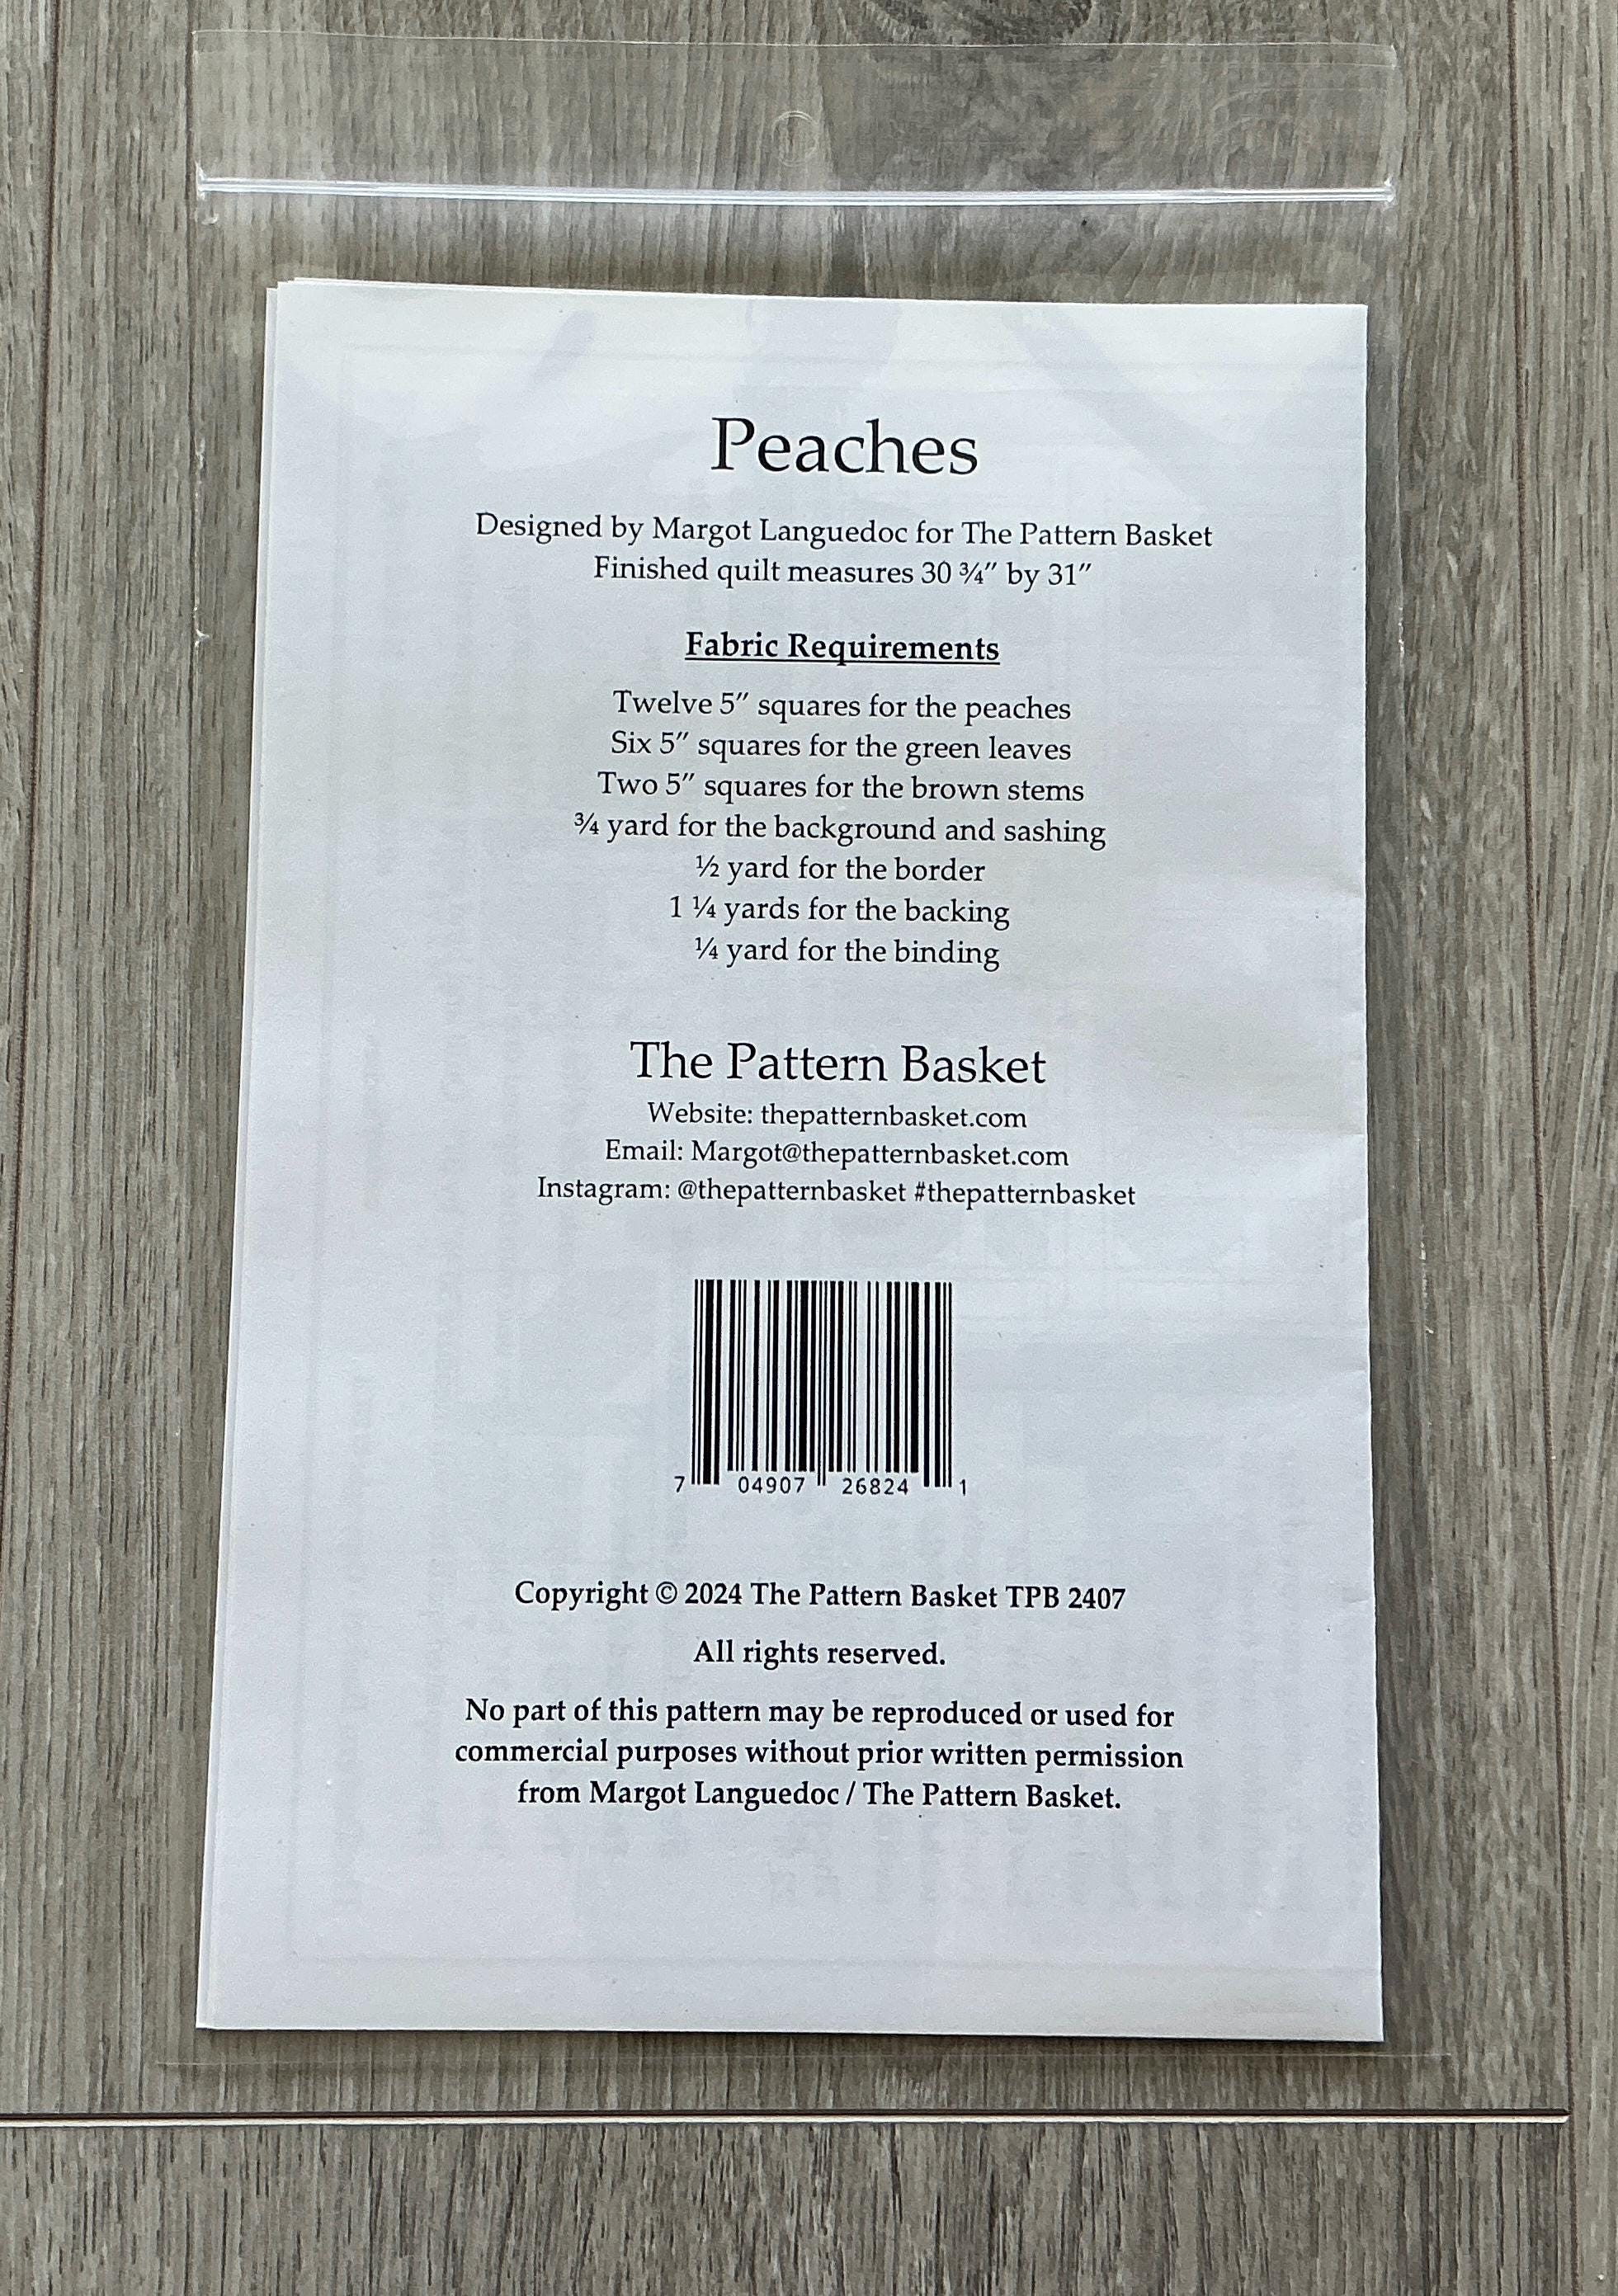 Peaches
Designed by Margot Languedoc for The Pattern Basket
Finished quilt measures 30 ¾″ by 31″
Fabric Requirements
Twelve 5″ squares for the peaches
Six 5″ squares for the green leaves
Two 5″ squares for the brown stems
¾ yard for the background and sashing
½ yard for the border
1 ¼ yards for the backing
¼ yard for the binding
The Pattern Basket
Website: thepatternbasket.com
Email: Margot@thepatternbasket.com
Instagram: @thepatternbasket #thepatternbasket
7 04907 26824 1
Copyright © 2024 The Pattern Basket TPB 2407
All rights reserved.
No part of this pattern may be reproduced or used for
commercial purposes without prior written permission
from Margot Languedoc / The Pattern Basket.